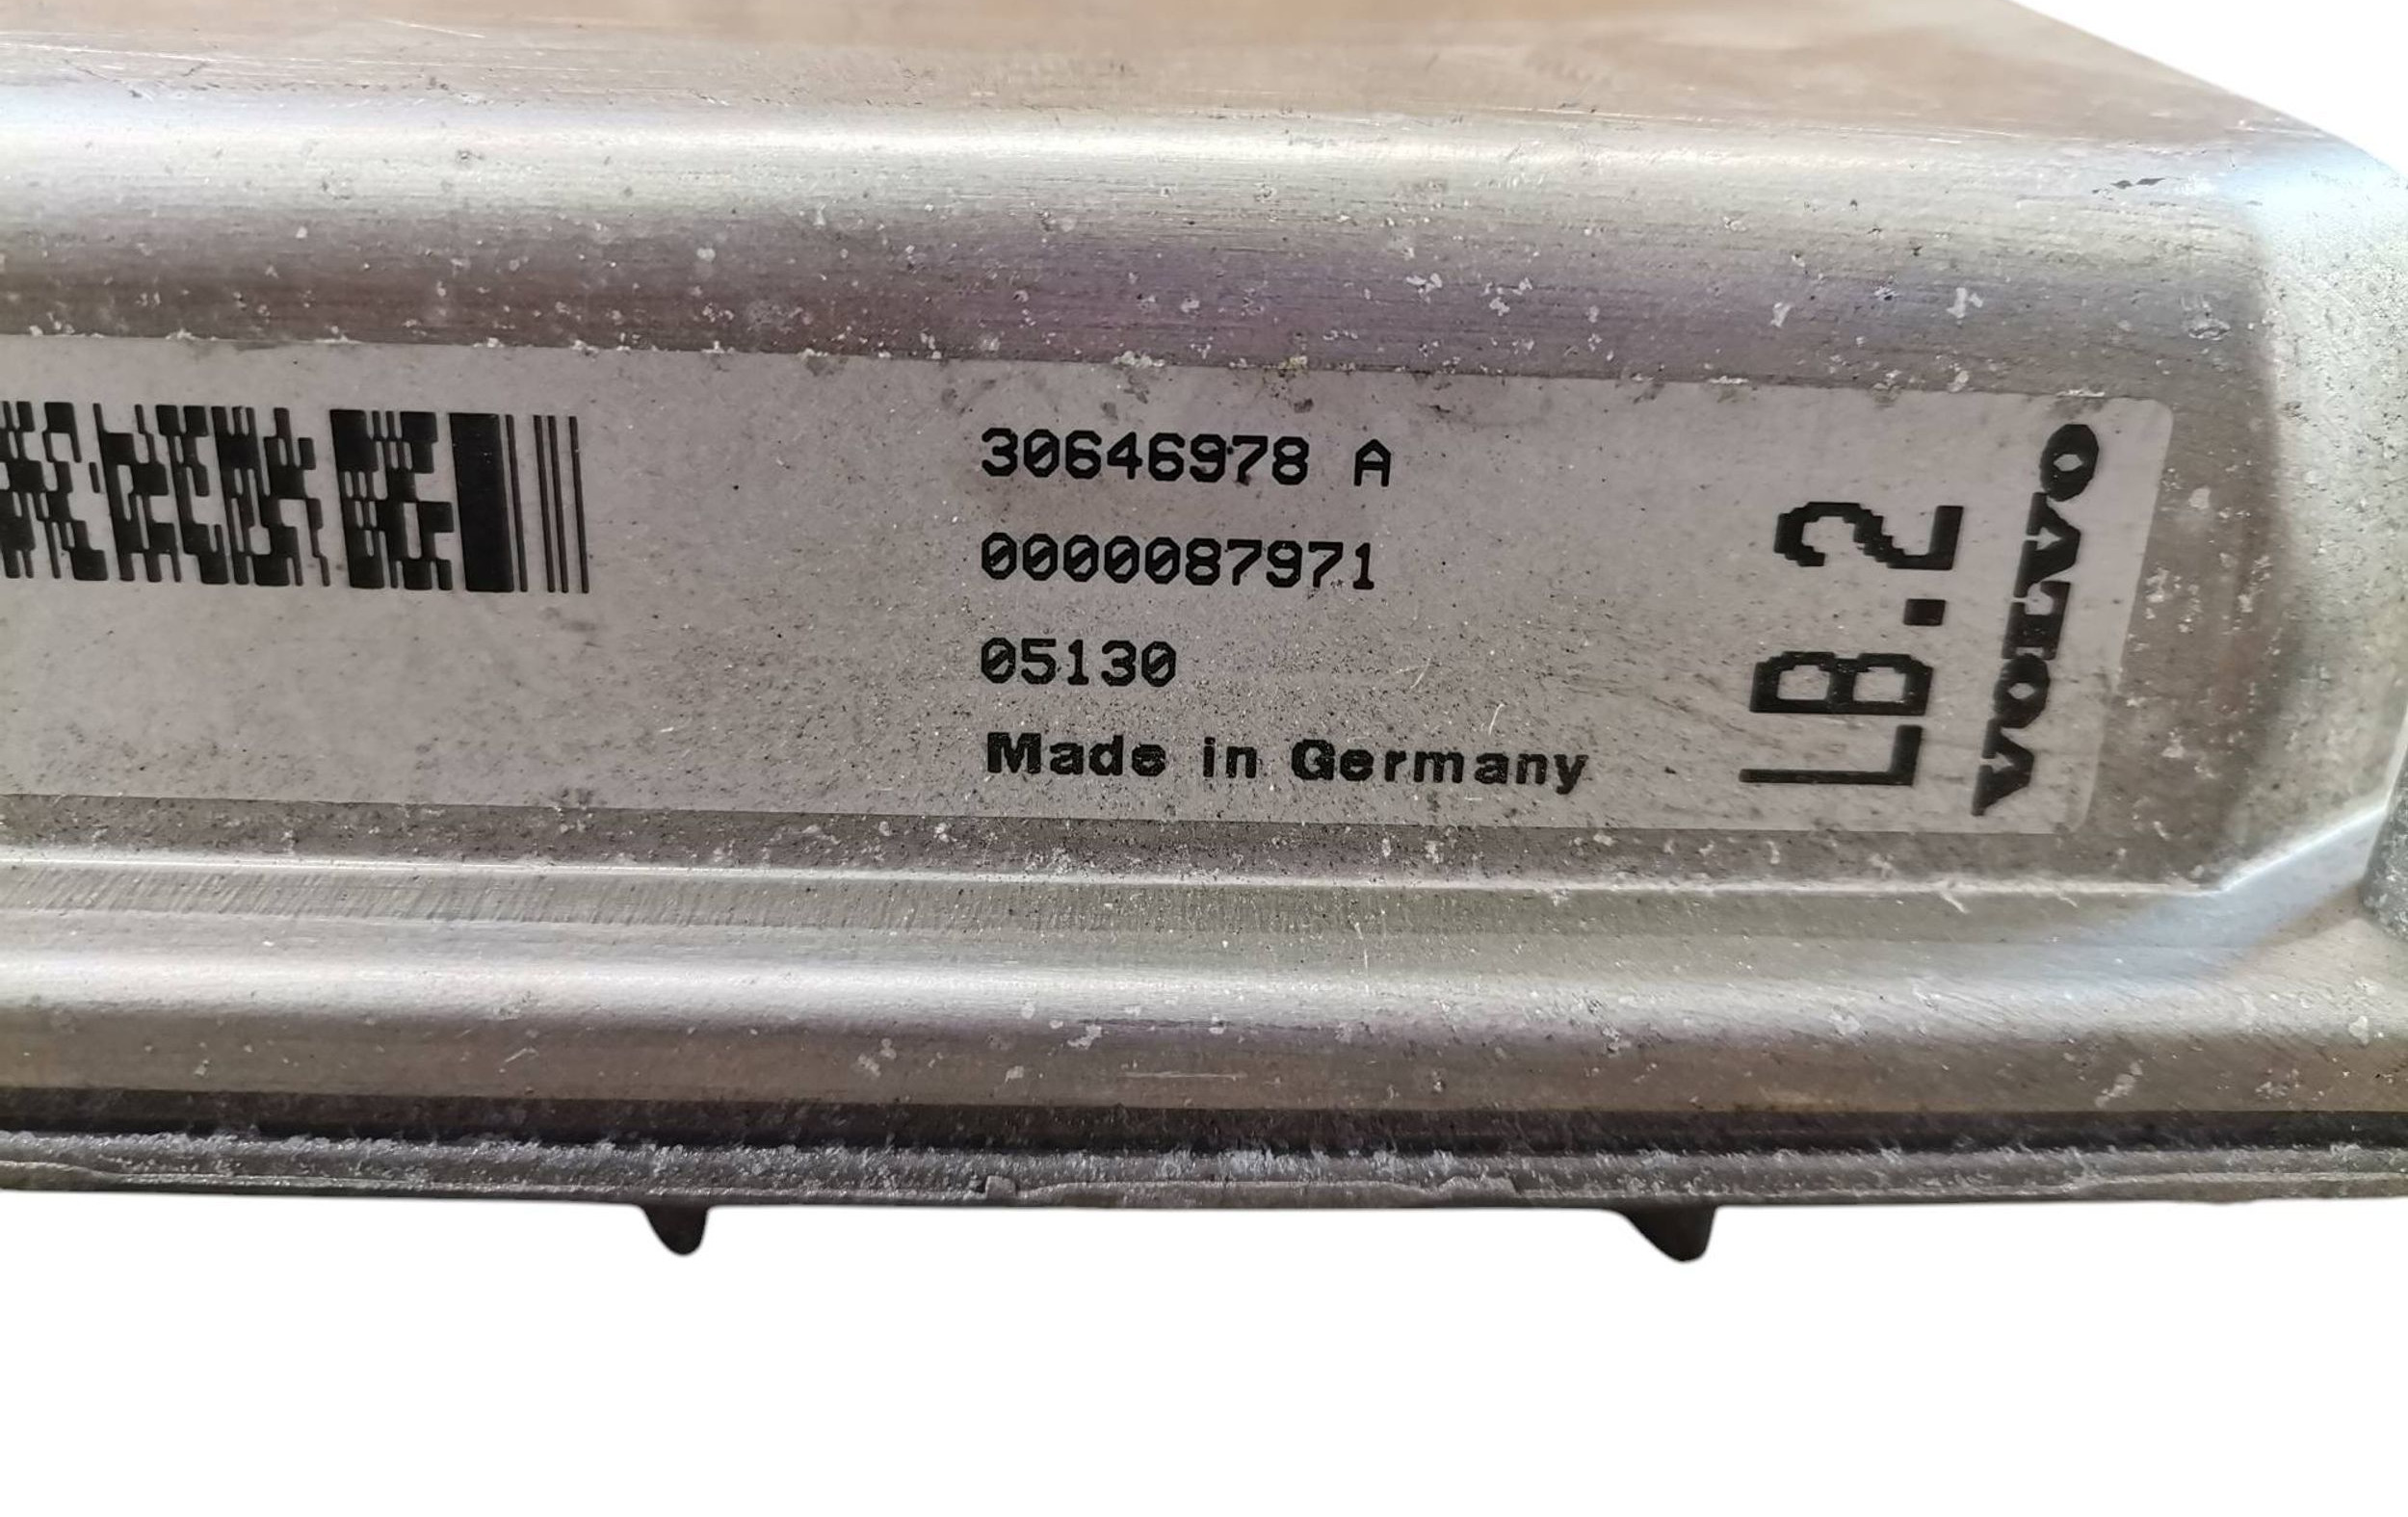 30646978 A
0000087971
05130
Made in Germany
LB.2
VOLVO